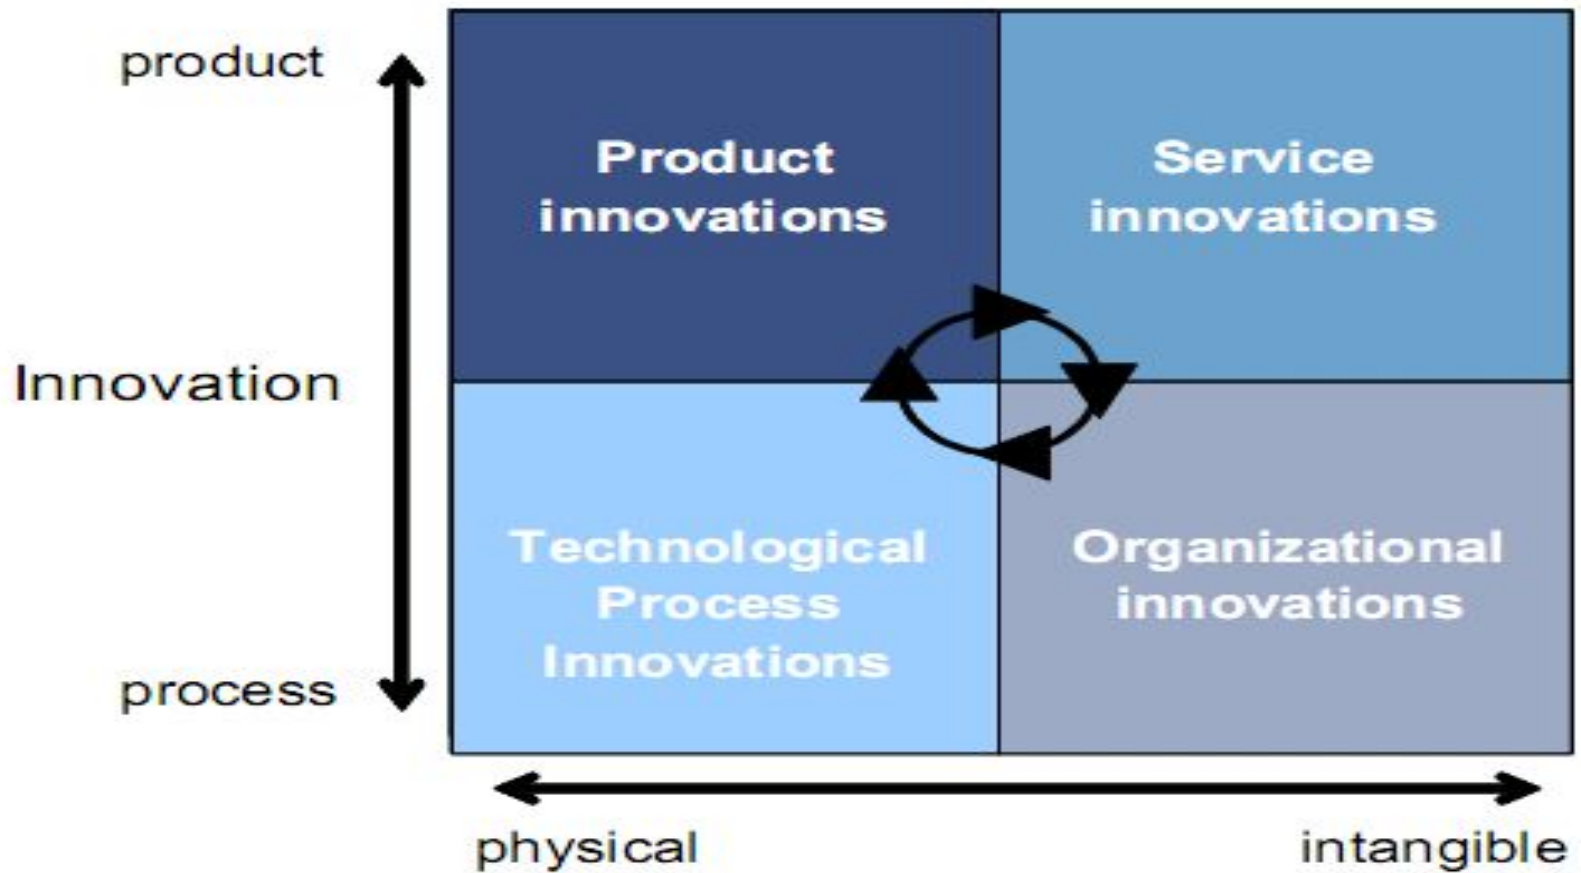 product
Product
innovations
Service
innovations
Innovation
Technological
Process
Innovations
Organizational
innovations
process
physical
intangible